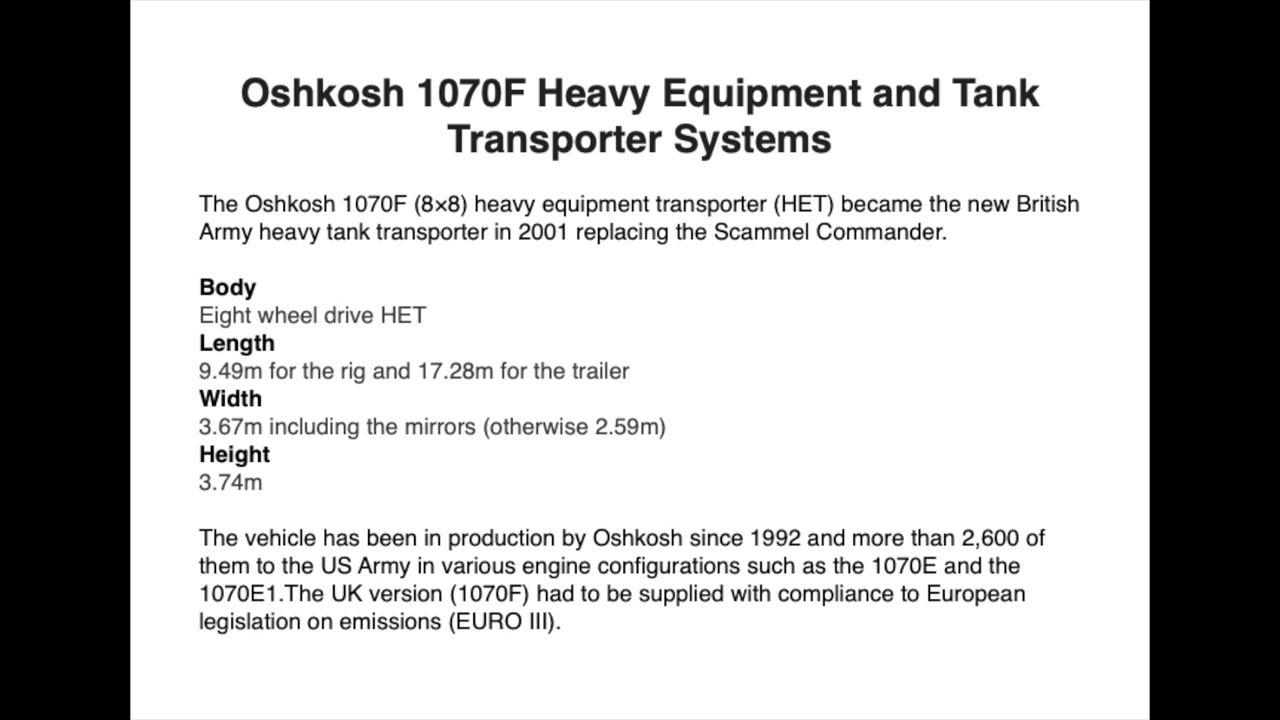 Oshkosh 1070F Heavy Equipment and Tank
Transporter Systems
The Oshkosh 1070F (8×8) heavy equipment transporter (HET) became the new British
Army heavy tank transporter in 2001 replacing the Scammel Commander.
Body
Eight wheel drive HET
Length
9.49m for the rig and 17.28m for the trailer
Width
3.67m including the mirrors (otherwise 2.59m)
Height
3.74m
The vehicle has been in production by Oshkosh since 1992 and more than 2,600 of
them to the US Army in various engine configurations such as the 1070E and the
1070E1.The UK version (1070F) had to be supplied with compliance to European
legislation on emissions (EURO III).